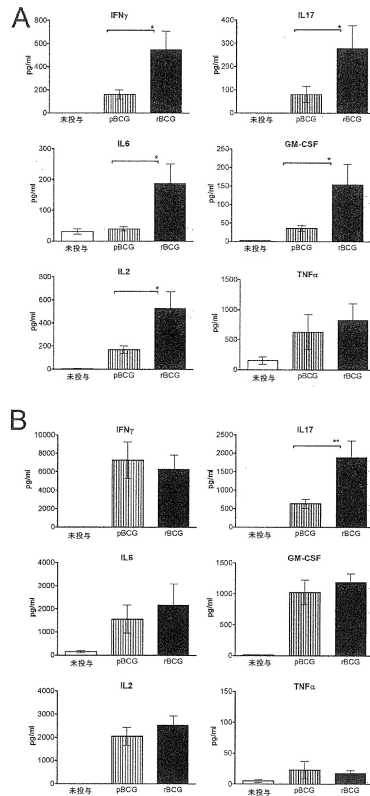 A
IFNγ
IL17
pg/ml
800
600
400
200
0
*
未投与
pBCG
rBCG
pg/ml
400
300
200
100
0
*
未投与
pBCG
rBCG
IL6
GM-CSF
pg/ml
300
200
100
0
*
未投与
pBCG
rBCG
pg/ml
250
200
150
100
50
0
*
未投与
pBCG
rBCG
IL2
TNFα
pg/ml
800
600
400
200
0
*
未投与
pBCG
rBCG
pg/ml
1500
1000
500
0
未投与
pBCG
rBCG
B
IFNγ
IL17
pg/ml
10000
8000
6000
4000
2000
0
未投与
pBCG
rBCG
pg/ml
2500
2000
1500
1000
500
0
**
未投与
pBCG
rBCG
IL6
GM-CSF
pg/ml
4000
3000
2000
1000
0
未投与
pBCG
rBCG
pg/ml
1500
1000
500
0
未投与
pBCG
rBCG
IL2
TNFα
pg/ml
4000
3000
2000
1000
0
未投与
pBCG
rBCG
pg/ml
150
100
50
0
未投与
pBCG
rBCG